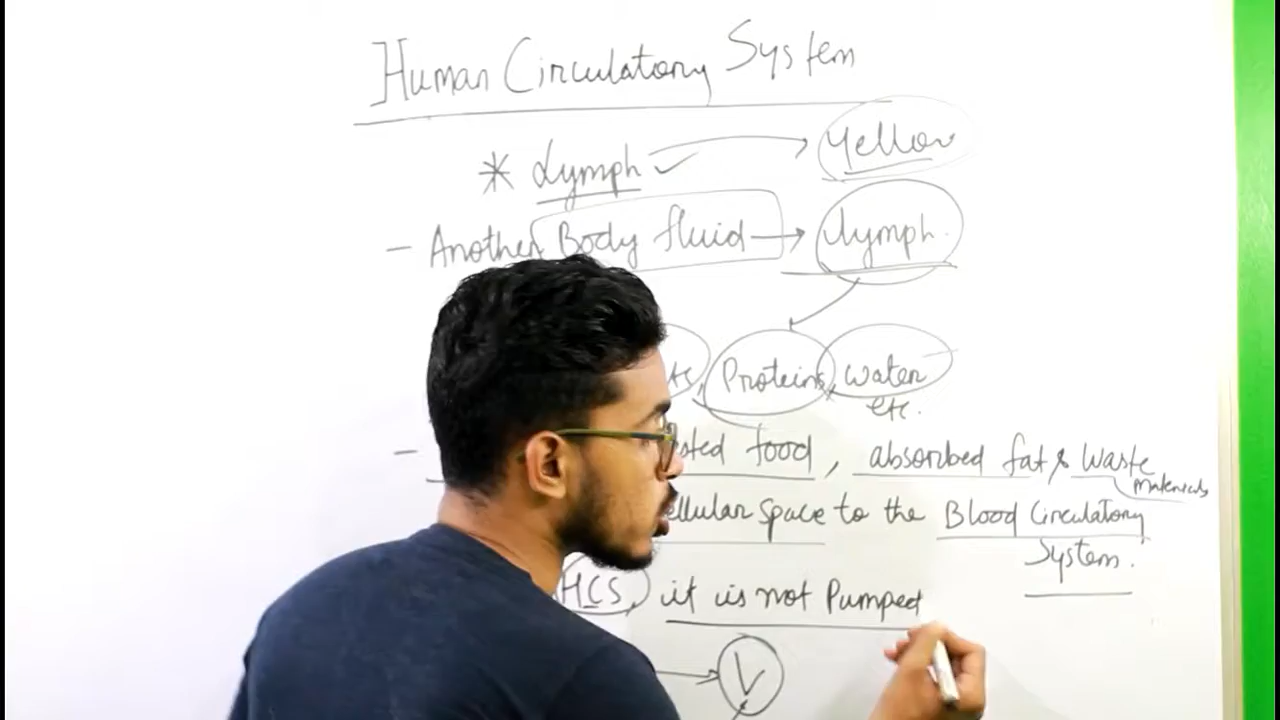 Human Circulatory System
* Lymph ✓ → Yellow
- Another Body fluid → lymph.
, Proteins, water
etc.
- food, absorbed fat & Waste
Materials
ellular space to the Blood Circulatory
System.
HCS, it is not Pumped
V